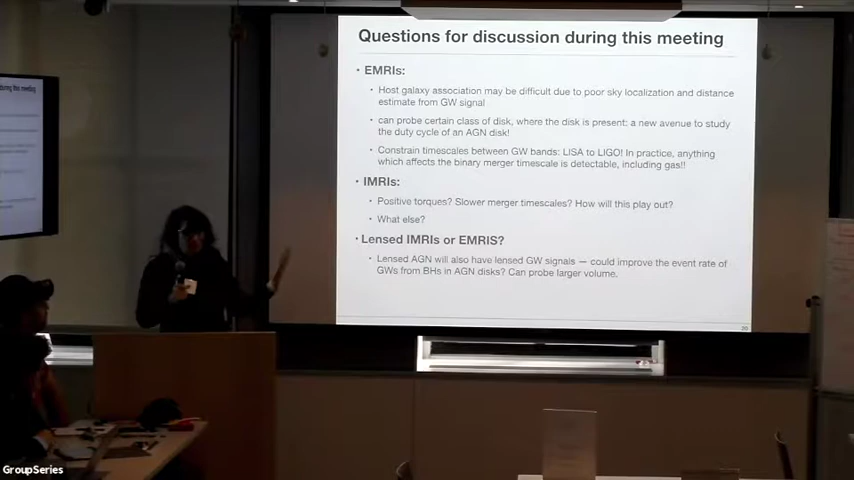 Questions for discussion during this meeting
• EMRIs:
• Host galaxy association may be difficult due to poor sky localization and distance
estimate from GW signal
• can probe certain class of disk, where the disk is present: a new avenue to study
the duty cycle of an AGN disk!
• Constrain timescales between GW bands: LISA to LIGO! In practice, anything
which affects the binary merger timescale is detectable, including gas!!
• IMRIs:
• Positive torques? Slower merger timescales? How will this play out?
• What else?
• Lensed IMRIs or EMRIS?
• Lensed AGN will also have lensed GW signals — could improve the event rate of
GWs from BHs in AGN disks? Can probe larger volume.
during this meeting
GroupSeries